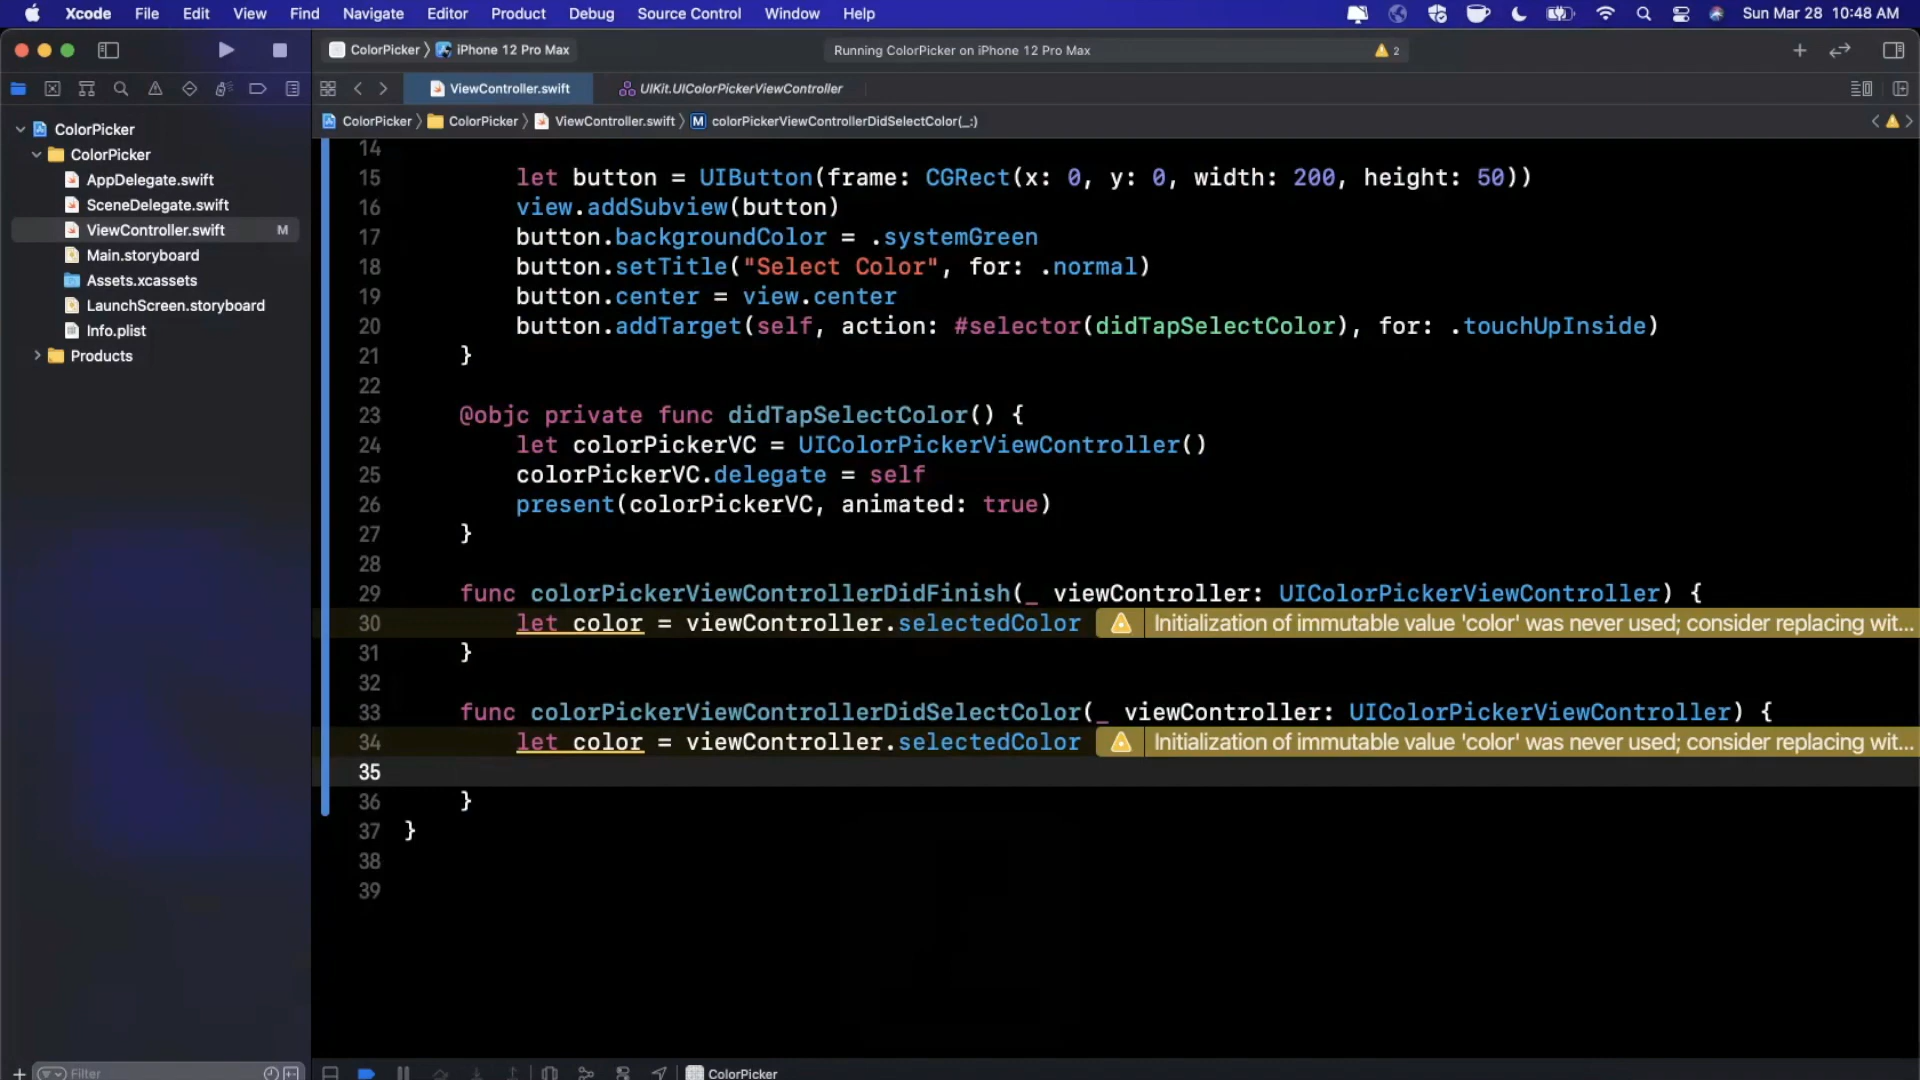 Xcode File Edit View Find Navigate Editor Product Debug Source Control Window Help Sun Mar 28 10:48 AM
ColorPicker iPhone 12 Pro Max Running ColorPicker on iPhone 12 Pro Max 2
ViewController.swift UIKit.UIColorPickerViewController
ColorPicker ColorPicker ViewController.swift M colorPickerViewControllerDidSelectColor(_:)
ColorPicker
ColorPicker
AppDelegate.swift
SceneDelegate.swift
ViewController.swift M
Main.storyboard
Assets.xcassets
LaunchScreen.storyboard
Info.plist
Products
14
15 let button = UIButton(frame: CGRect(x: 0, y: 0, width: 200, height: 50))
16 view.addSubview(button)
17 button.backgroundColor = .systemGreen
18 button.setTitle("Select Color", for: .normal)
19 button.center = view.center
20 button.addTarget(self, action: #selector(didTapSelectColor), for: .touchUpInside)
21 }
22
23 @objc private func didTapSelectColor() {
24 let colorPickerVC = UIColorPickerViewController()
25 colorPickerVC.delegate = self
26 present(colorPickerVC, animated: true)
27 }
28
29 func colorPickerViewControllerDidFinish(_ viewController: UIColorPickerViewController) {
30 let color = viewController.selectedColor Initialization of immutable value 'color' was never used; consider replacing wit...
31 }
32
33 func colorPickerViewControllerDidSelectColor(_ viewController: UIColorPickerViewController) {
34 let color = viewController.selectedColor Initialization of immutable value 'color' was never used; consider replacing wit...
35
36 }
37 }
38
39
Filter ColorPicker